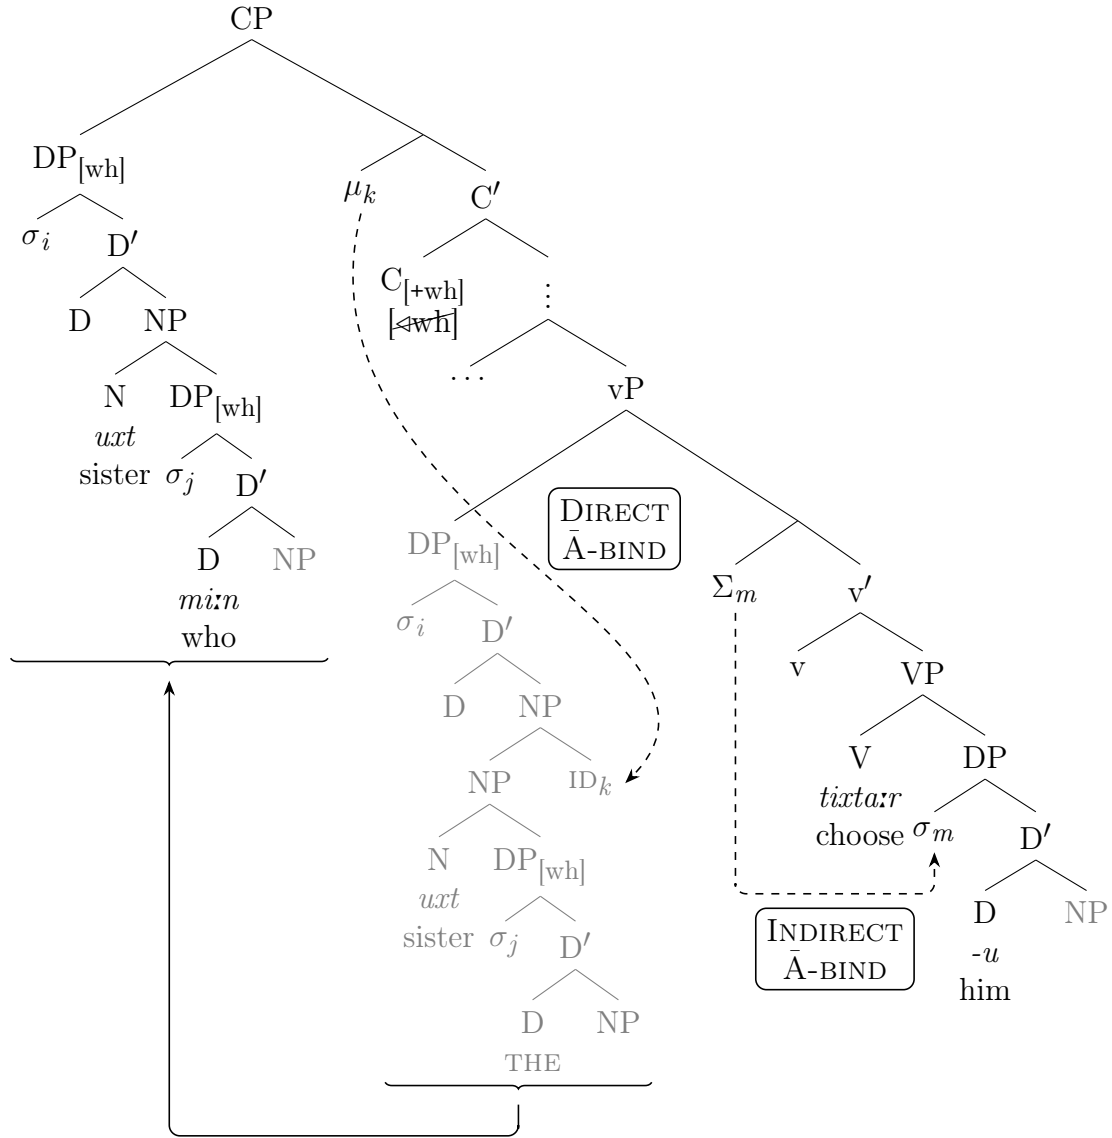 CP
DP[wh]
μk C′
σi D′
C[+wh]
[◁wh]
⋮
D NP
... vP
N DP[wh]
uxt
sister σj D′
DIRECT
Ā-BIND
D NP
DP[wh]
mi:n
who
Σm v′
σi D′
v VP
D NP
V DP
NP IDk
tixta:r
choose σm D′
N DP[wh]
uxt
sister σj D′
D NP
-u
him
INDIRECT
Ā-BIND
D NP
THE